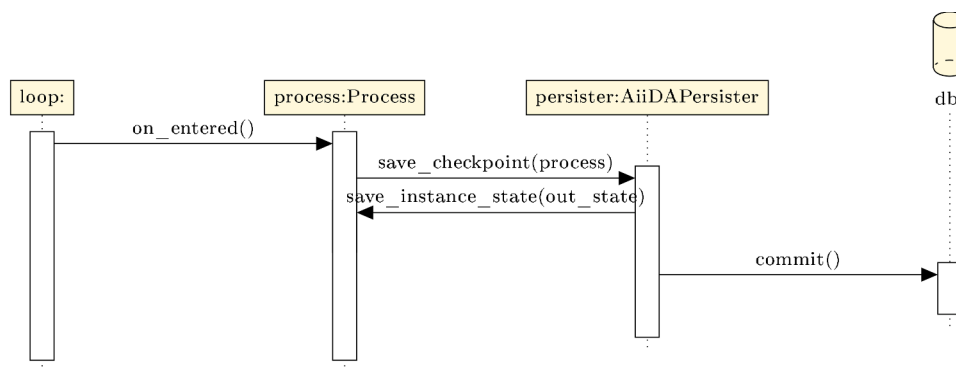 loop:
process:Process
persister:AiiDAPersister
db
on_entered()
save_checkpoint(process)
save_instance_state(out_state)
commit()